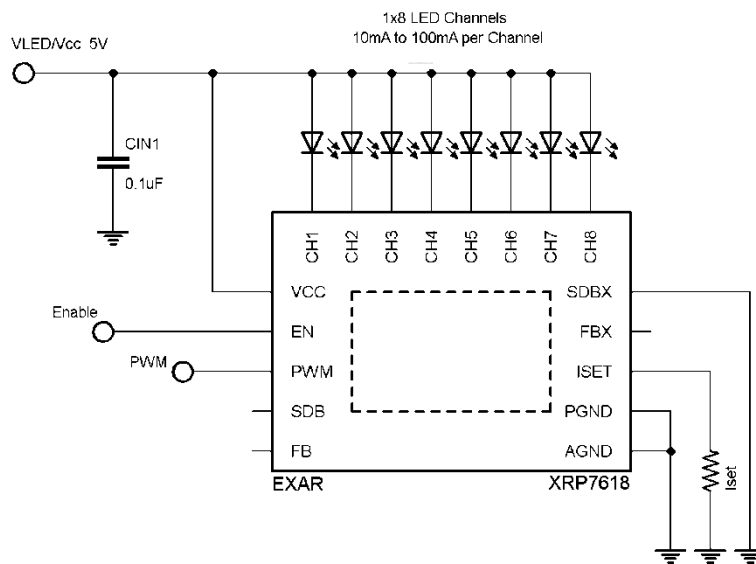 1x8 LED Channels
10mA to 100mA per Channel
VLED/Vcc 5V
CIN1
0.1uF
CH1
CH2
CH3
CH4
CH5
CH6
CH7
CH8
VCC
SDBX
Enable
EN
FBX
PWM
PWM
ISET
SDB
PGND
FB
AGND
Iset
EXAR
XRP7618